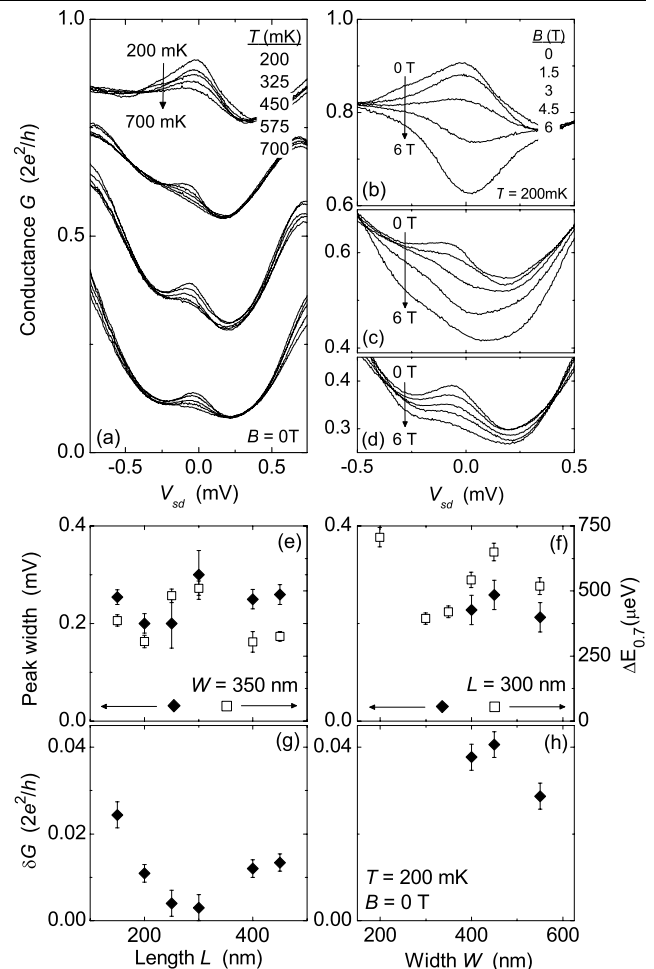 1.0
T (mK)
200
325
450
575
700
200 mK
700 mK
0.5
0.0
Conductance G (2e²/h)
(a)
B = 0T
-0.5 0.0 0.5
V_sd (mV)
1.0
0.8
0.6
B (T)
0
1.5
3
4.5
6
0 T
6 T
(b)
T = 200mK
0.6
0.4
0 T
6 T
(c)
0.4
0.3
0 T
6 T
(d)
-0.5 0.0 0.5
V_sd (mV)
0.4
0.2
0.0
Peak width (mV)
(e)
W = 350 nm
0.4
0.0
(f)
L = 300 nm
750
500
250
0
ΔE_0.7 (μeV)
0.04
0.02
0.00
δG (2e²/h)
(g)
200 400
Length L (nm)
0.04
0.00
(h)
T = 200 mK
B = 0 T
200 400 600
Width W (nm)